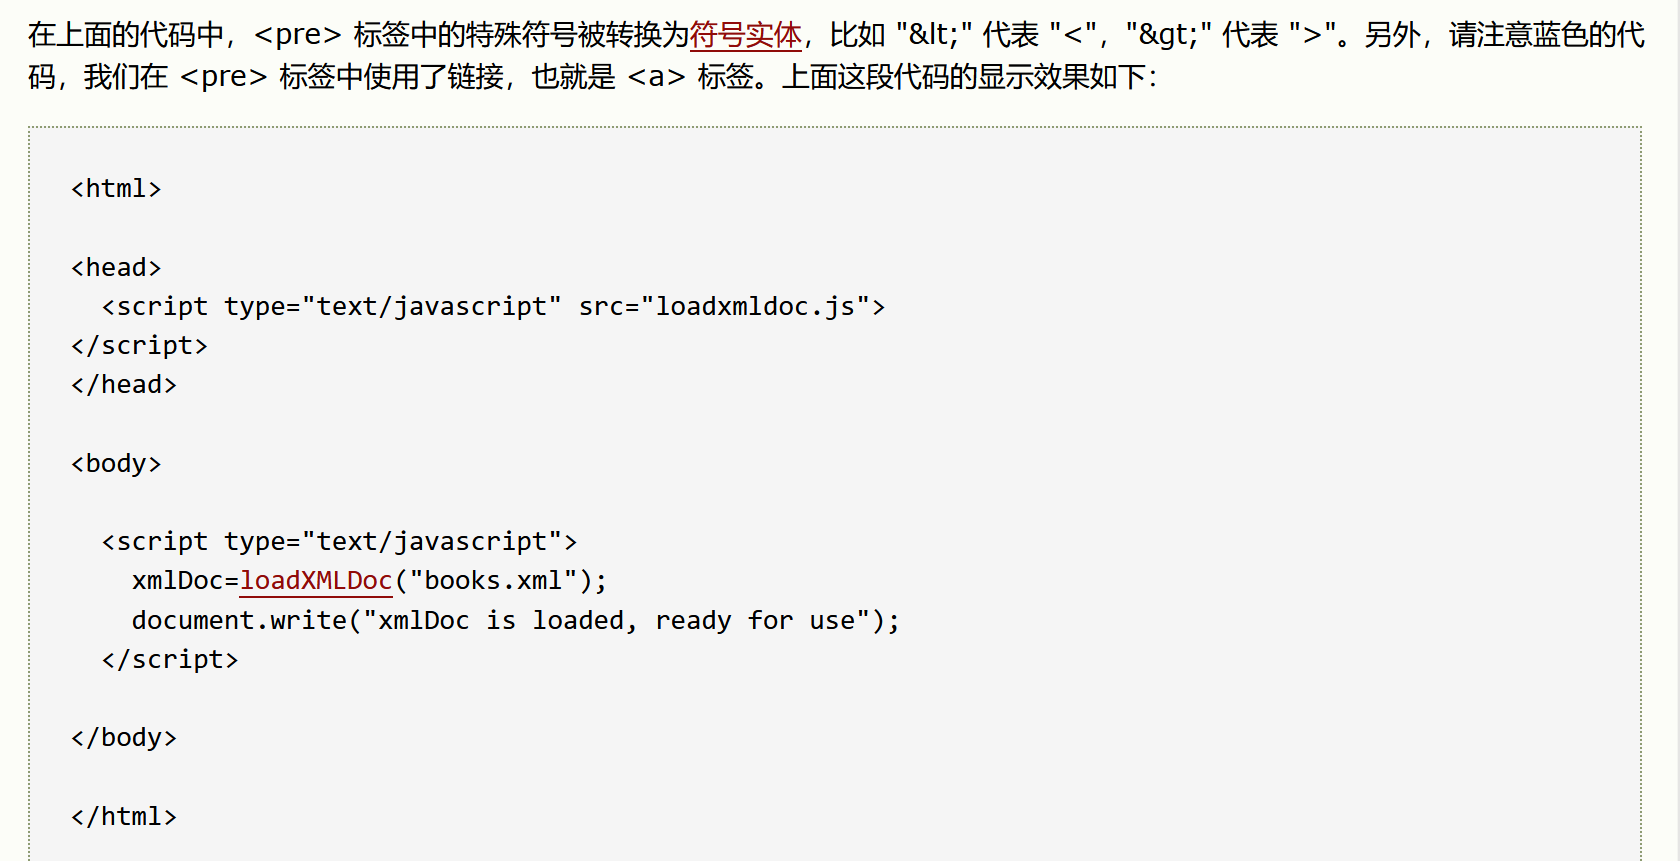 在上面的代码中，<pre> 标签中的特殊符号被转换为符号实体，比如 "&lt;" 代表 "<"，"&gt;" 代表 ">"。另外，请注意蓝色的代
码，我们在 <pre> 标签中使用了链接，也就是 <a> 标签。上面这段代码的显示效果如下：
<html>
<head>
  <script type="text/javascript" src="loadxmldoc.js">
</script>
</head>
<body>
  <script type="text/javascript">
    xmlDoc=loadXMLDoc("books.xml");
    document.write("xmlDoc is loaded, ready for use");
  </script>
</body>
</html>